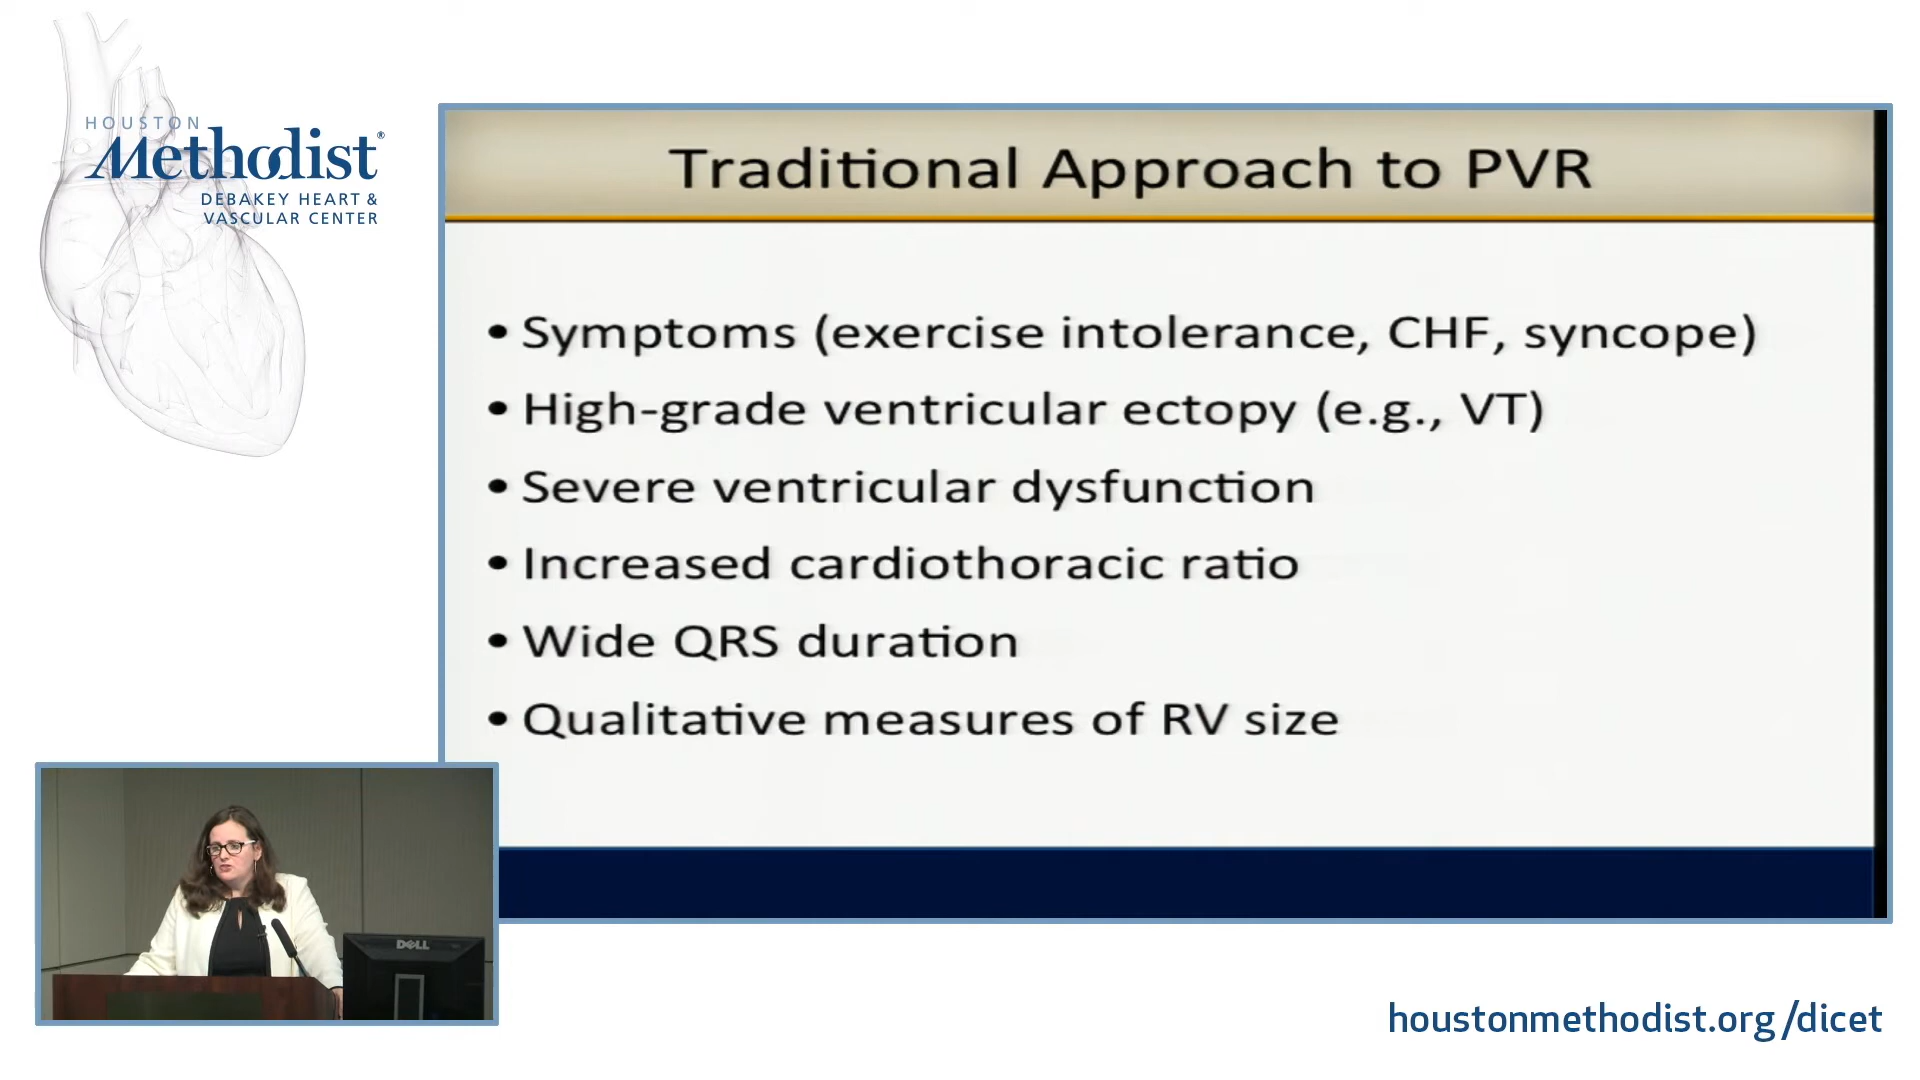 HOUSTON
Methodist®
DEBAKEY HEART &
VASCULAR CENTER
Traditional Approach to PVR
• Symptoms (exercise intolerance, CHF, syncope)
• High-grade ventricular ectopy (e.g., VT)
• Severe ventricular dysfunction
• Increased cardiothoracic ratio
• Wide QRS duration
• Qualitative measures of RV size
DELL
houstonmethodist.org/dicet